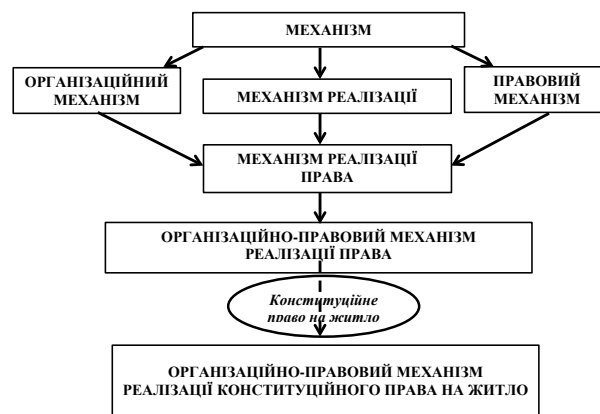 МЕХАНІЗМ
ОРГАНІЗАЦІЙНИЙ
МЕХАНІЗМ
МЕХАНІЗМ РЕАЛІЗАЦІЇ
ПРАВОВИЙ
МЕХАНІЗМ
МЕХАНІЗМ РЕАЛІЗАЦІЇ
ПРАВА
ОРГАНІЗАЦІЙНО-ПРАВОВИЙ МЕХАНІЗМ
РЕАЛІЗАЦІЇ ПРАВА
Конституційне
право на житло
ОРГАНІЗАЦІЙНО-ПРАВОВИЙ МЕХАНІЗМ
РЕАЛІЗАЦІЇ КОНСТИТУЦІЙНОГО ПРАВА НА ЖИТЛО